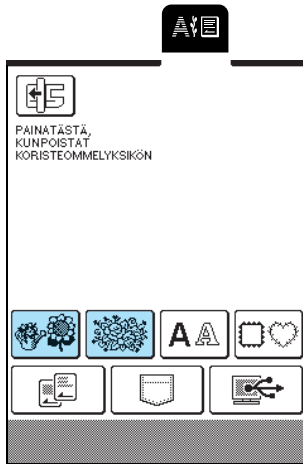 PAINATÄSTÄ,
KUNPOISTAT
KORISTEOMMELYKSIKÖN
A A